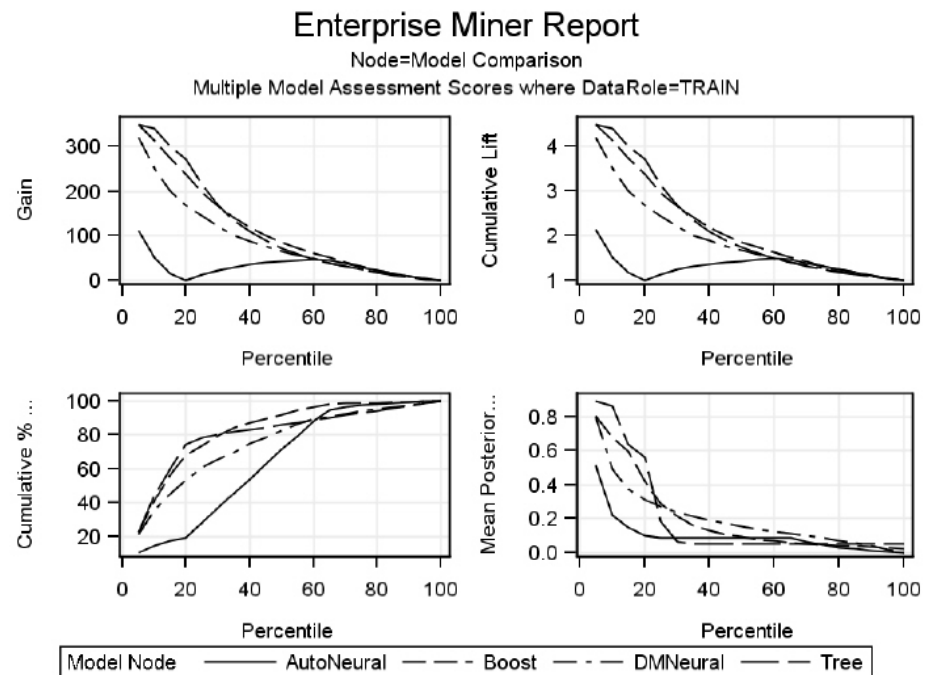 Enterprise Miner Report
Node=Model Comparison
Multiple Model Assessment Scores where DataRole=TRAIN
Gain
300
200
100
0
0 20 40 60 80 100
Percentile
Cumulative Lift
4
3
2
1
0 20 40 60 80 100
Percentile
Cumulative % ...
100
80
60
40
20
0 20 40 60 80 100
Percentile
Mean Posterior...
0.8
0.6
0.4
0.2
0.0
0 20 40 60 80 100
Percentile
Model Node AutoNeural Boost DMNeural Tree